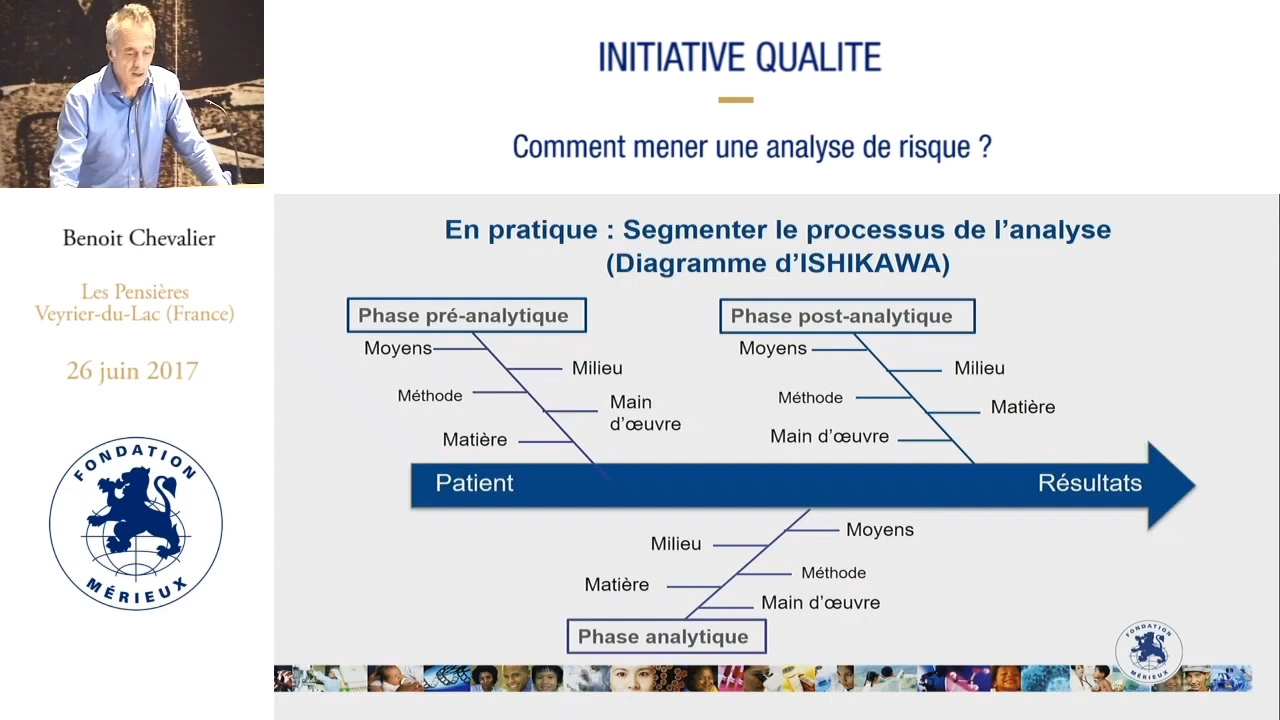 INITIATIVE QUALITE
Comment mener une analyse de risque ?
Benoit Chevalier
Les Pensières
Veyrier-du-Lac (France)
26 juin 2017
FONDATION
MÉRIEUX
En pratique : Segmenter le processus de l’analyse
(Diagramme d’ISHIKAWA)
Phase pré-analytique
Moyens
Milieu
Méthode
Main
d’œuvre
Matière
Phase post-analytique
Moyens
Milieu
Méthode
Matière
Main d’œuvre
Patient
Résultats
Moyens
Milieu
Méthode
Matière
Main d’œuvre
Phase analytique
FONDATION
MÉRIEUX